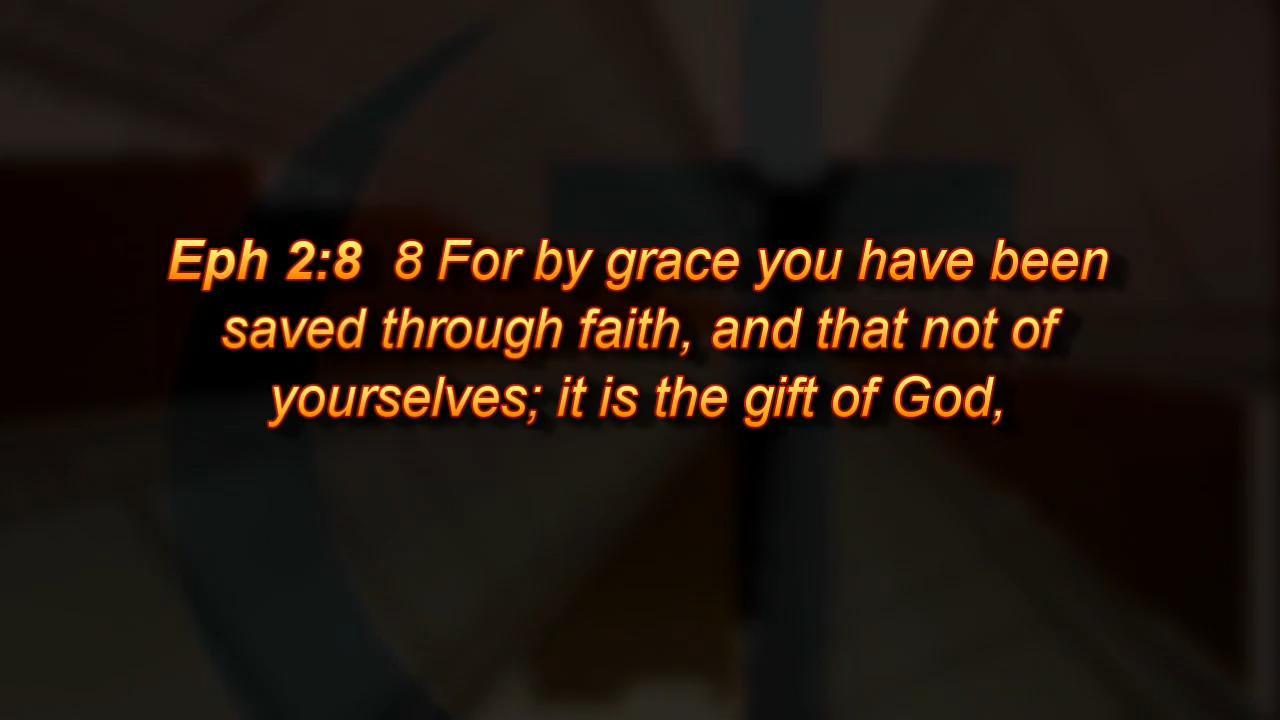 Eph 2:8  8 For by grace you have been
saved through faith, and that not of
yourselves; it is the gift of God,